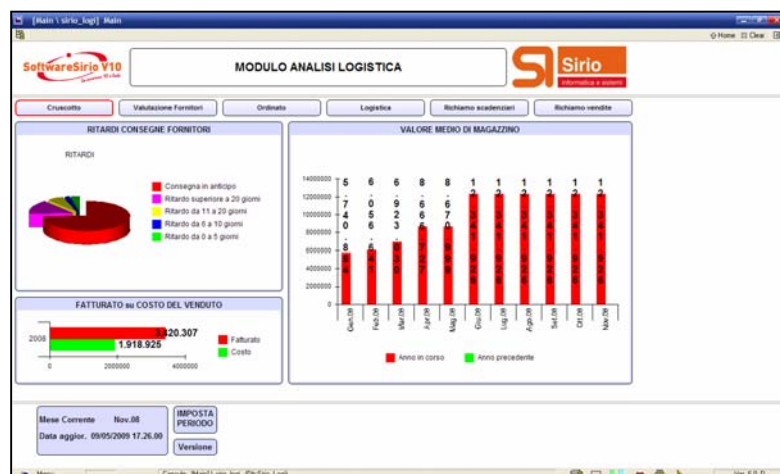 [Main \ sirio_logi] Main
Home Clear
SoftwareSirio V10
MODULO ANALISI LOGISTICA
Si Sirio
informatica e sistemi
Cruscotto Valutazione Fornitori Ordinato Logistica Richiamo scadenziari Richiamo vendite
RITARDI CONSEGNE FORNITORI
RITARDI
Consegna in anticipo
Ritardo superiore a 20 giorni
Ritardo da 11 a 20 giorni
Ritardo da 6 a 10 giorni
Ritardo da 0 a 5 giorni
VALORE MEDIO DI MAGAZZINO
14000000
12000000
10000000
8000000
6000000
4000000
2000000
0
Gen.08 Feb.08 Mar.08 Apr.08 Mag.08 Giu.08 Lug.08 Ago.08 Set.08 Ott.08 Nov.08
Anno in corso Anno precedente
FATTURATO su COSTO DEL VENDUTO
2008
3.420.307
1.918.925
Fatturato
Costo
0 2000000 4000000
Mese Corrente Nov.08
Data aggior. 09/05/2009 17.26.00
IMPOSTA PERIODO
Versione
Menu